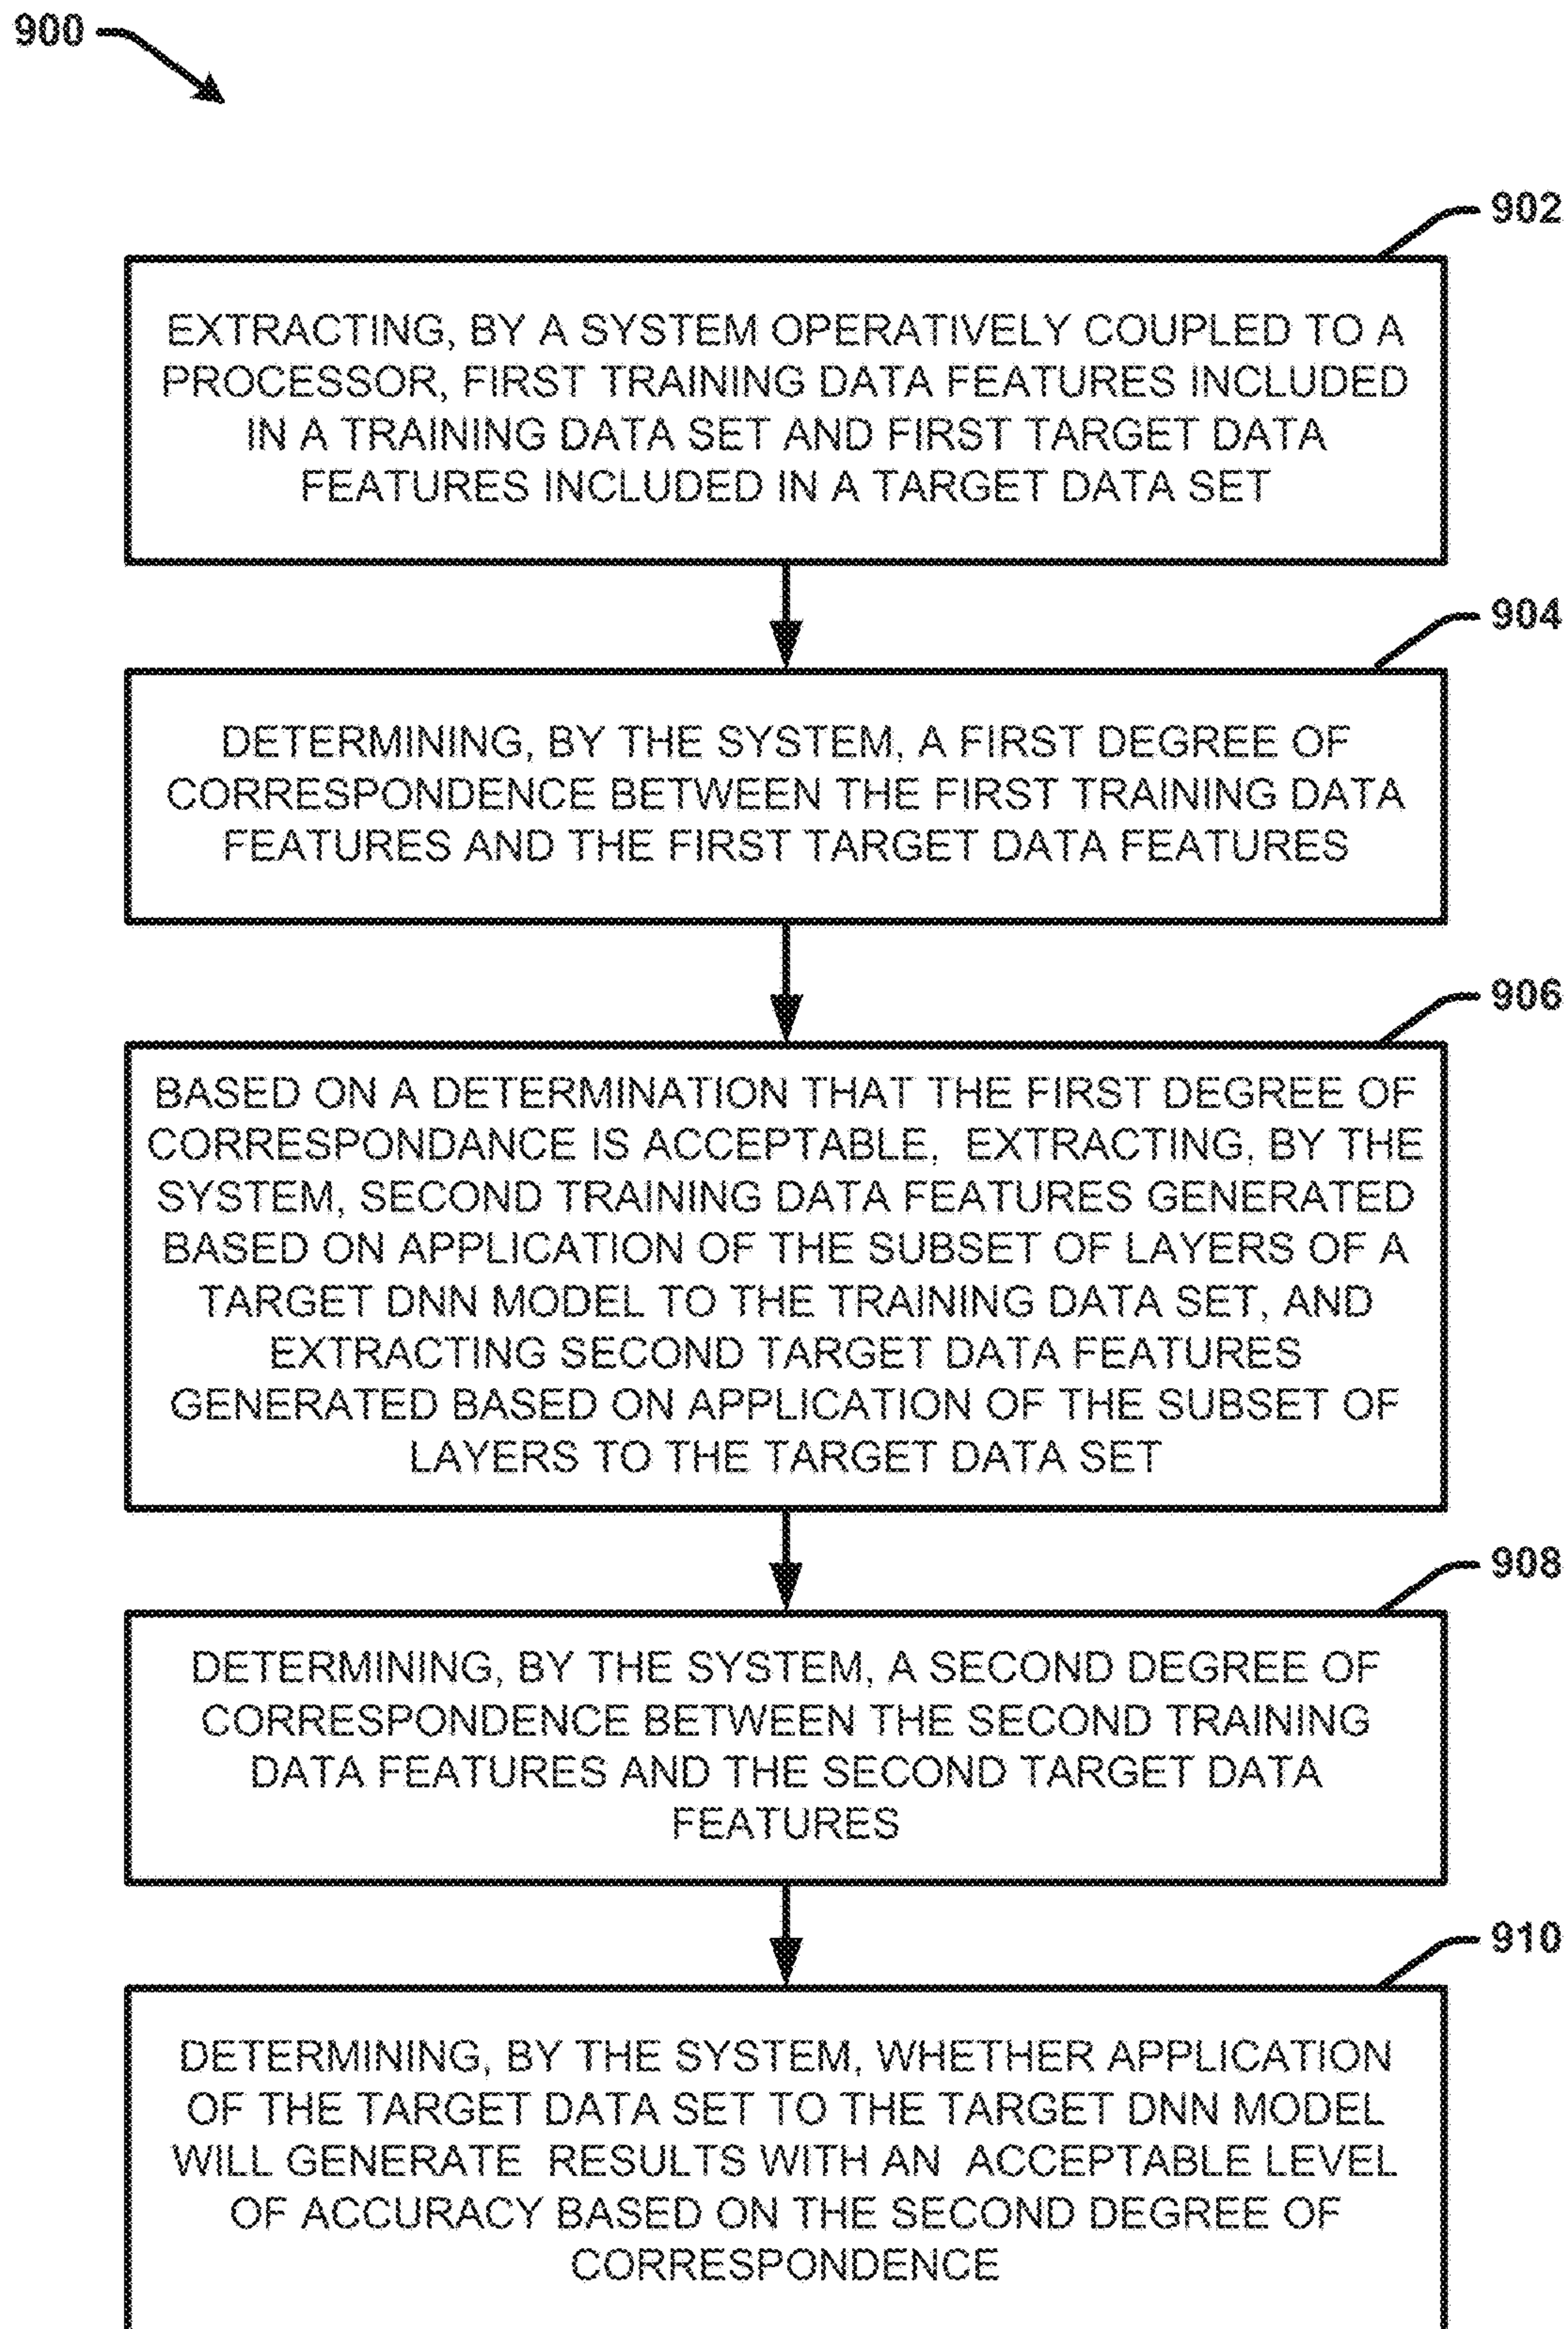 900
902
EXTRACTING, BY A SYSTEM OPERATIVELY COUPLED TO A
PROCESSOR, FIRST TRAINING DATA FEATURES INCLUDED
IN A TRAINING DATA SET AND FIRST TARGET DATA
FEATURES INCLUDED IN A TARGET DATA SET
904
DETERMINING, BY THE SYSTEM, A FIRST DEGREE OF
CORRESPONDENCE BETWEEN THE FIRST TRAINING DATA
FEATURES AND THE FIRST TARGET DATA FEATURES
906
BASED ON A DETERMINATION THAT THE FIRST DEGREE OF
CORRESPONDANCE IS ACCEPTABLE, EXTRACTING, BY THE
SYSTEM, SECOND TRAINING DATA FEATURES GENERATED
BASED ON APPLICATION OF THE SUBSET OF LAYERS OF A
TARGET DNN MODEL TO THE TRAINING DATA SET, AND
EXTRACTING SECOND TARGET DATA FEATURES
GENERATED BASED ON APPLICATION OF THE SUBSET OF
LAYERS TO THE TARGET DATA SET
908
DETERMINING, BY THE SYSTEM, A SECOND DEGREE OF
CORRESPONDENCE BETWEEN THE SECOND TRAINING
DATA FEATURES AND THE SECOND TARGET DATA
FEATURES
910
DETERMINING, BY THE SYSTEM, WHETHER APPLICATION
OF THE TARGET DATA SET TO THE TARGET DNN MODEL
WILL GENERATE RESULTS WITH AN ACCEPTABLE LEVEL
OF ACCURACY BASED ON THE SECOND DEGREE OF
CORRESPONDENCE